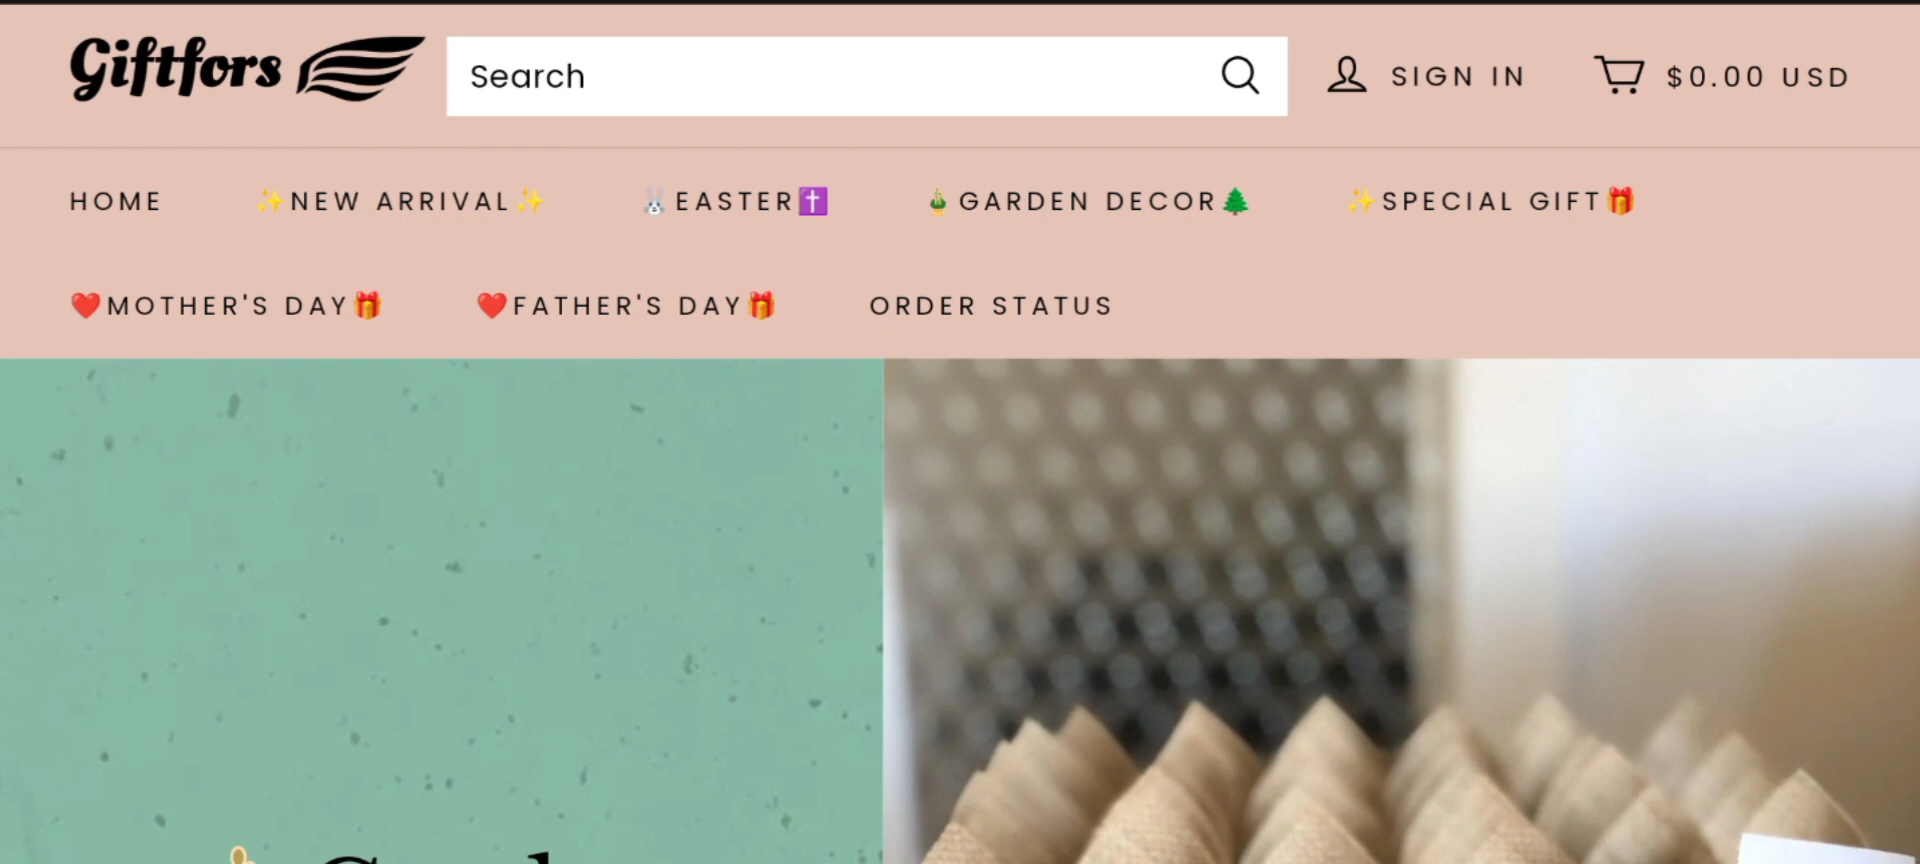 Giftfors
Search
SIGN IN
$0.00 USD
HOME
✨NEW ARRIVAL✨
🐰EASTER✝️
🎍GARDEN DECOR🌲
✨SPECIAL GIFT🎁
❤️MOTHER'S DAY🎁
❤️FATHER'S DAY🎁
ORDER STATUS